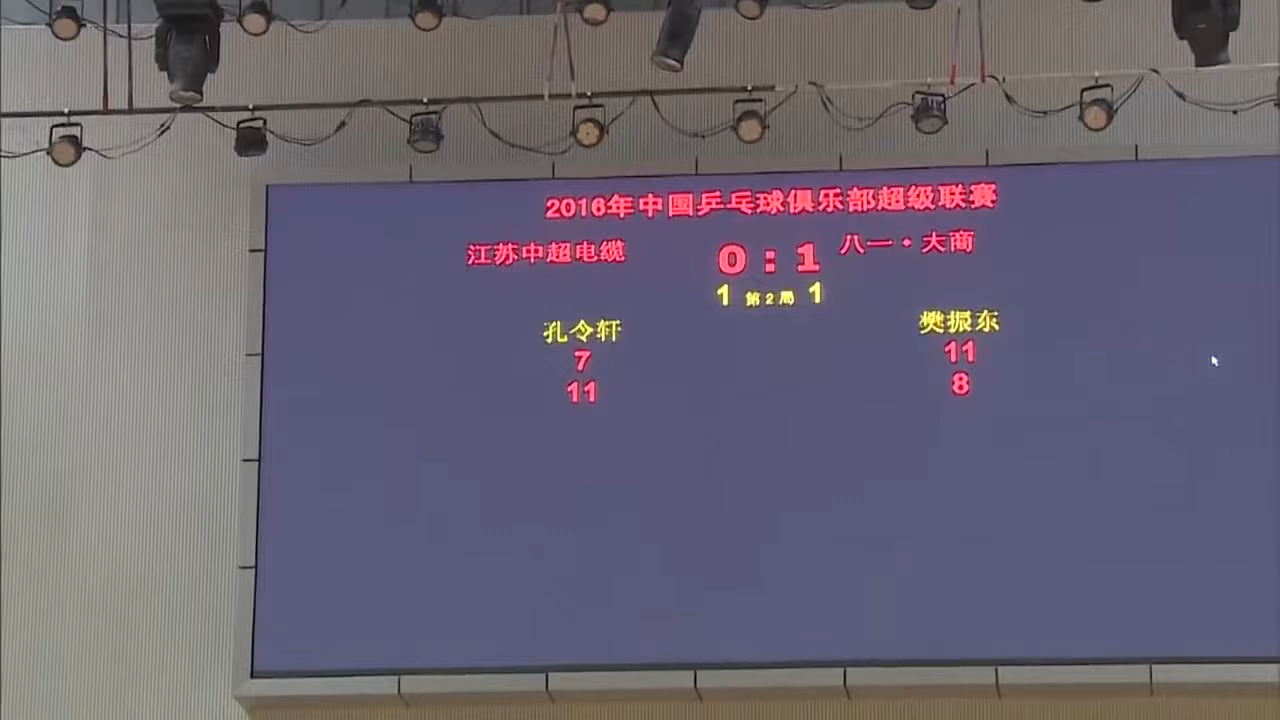 2016年中国乒乓球俱乐部超级联赛
江苏中超电缆 0 : 1 八一·大商
1 第2局 1
孔令轩 樊振东
7 11
11 8